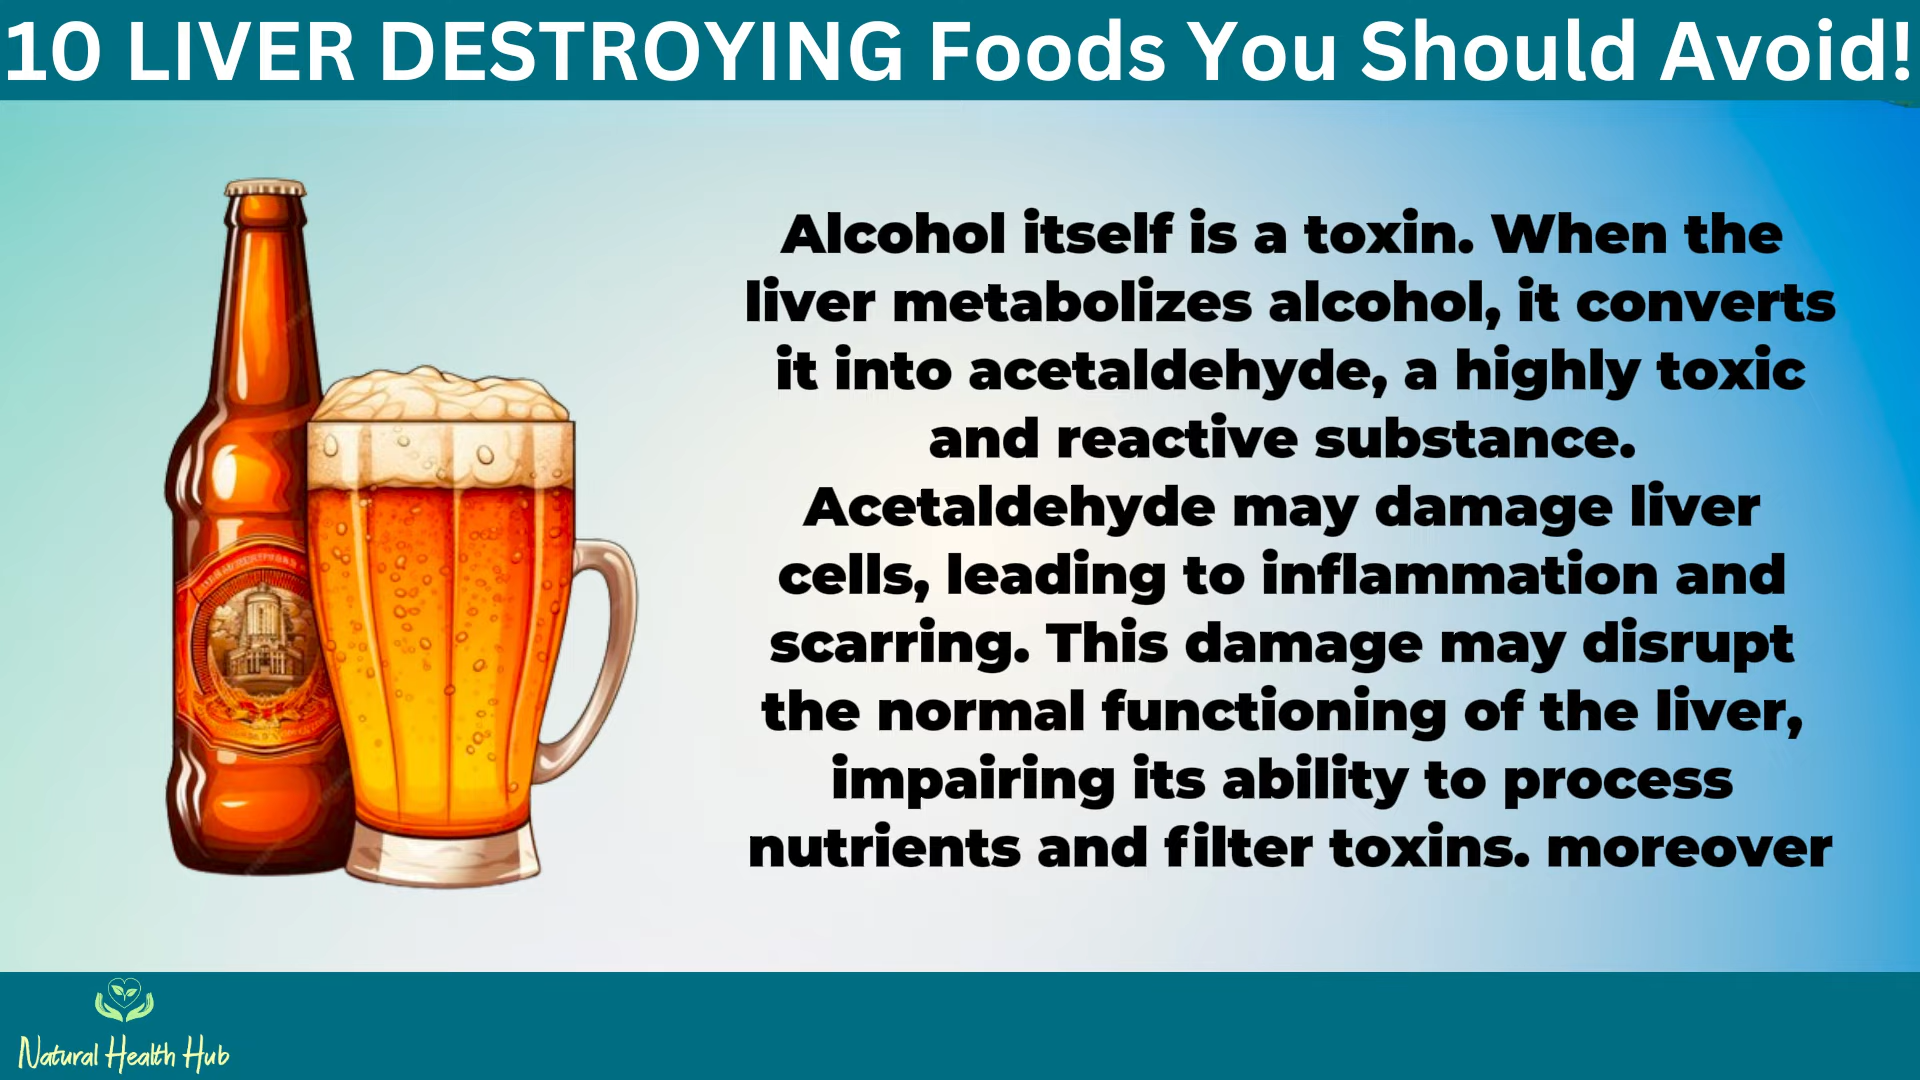 10 LIVER DESTROYING Foods You Should Avoid!
Alcohol itself is a toxin. When the
liver metabolizes alcohol, it converts
it into acetaldehyde, a highly toxic
and reactive substance.
Acetaldehyde may damage liver
cells, leading to inflammation and
scarring. This damage may disrupt
the normal functioning of the liver,
impairing its ability to process
nutrients and filter toxins. moreover
Natural Health Hub